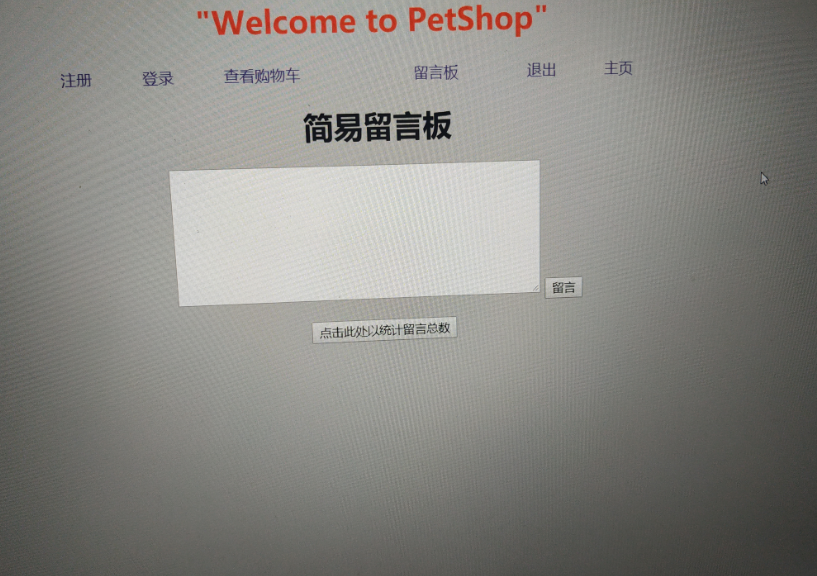 "Welcome to PetShop"
注册 登录 查看购物车 留言板 退出 主页
简易留言板
留言
点击此处以统计留言总数